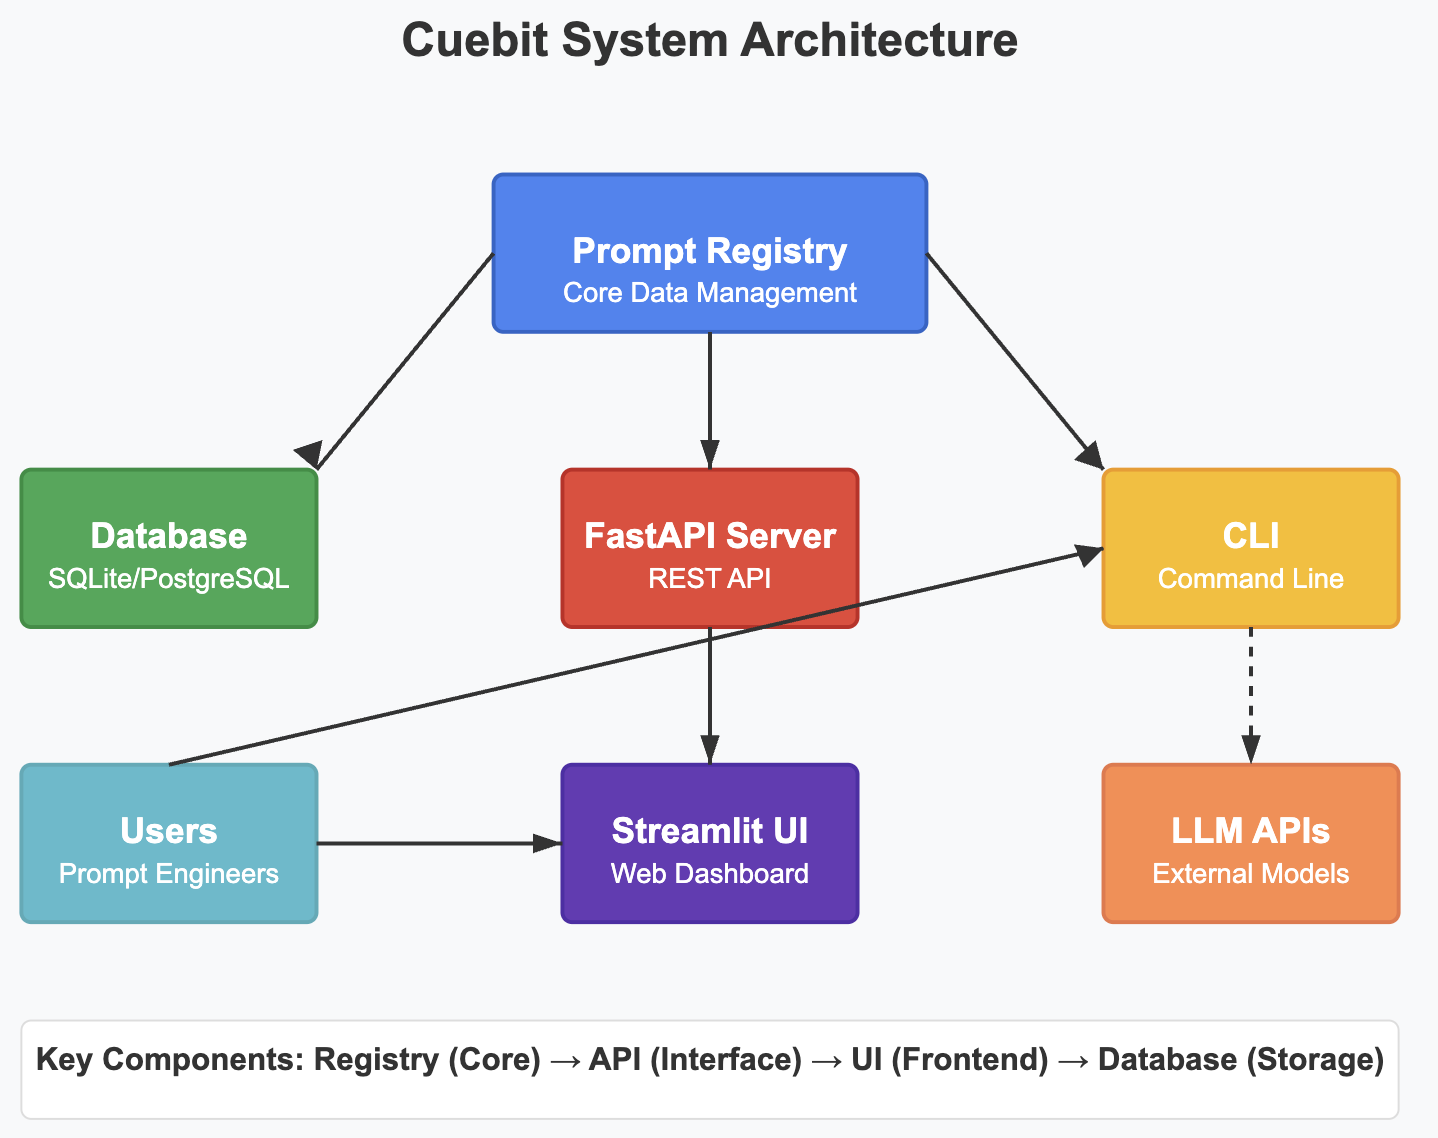 Cuebit System Architecture
Prompt Registry
Core Data Management
Database
SQLite/PostgreSQL
FastAPI Server
REST API
CLI
Command Line
Users
Prompt Engineers
Streamlit UI
Web Dashboard
LLM APIs
External Models
Key Components: Registry (Core) → API (Interface) → UI (Frontend) → Database (Storage)